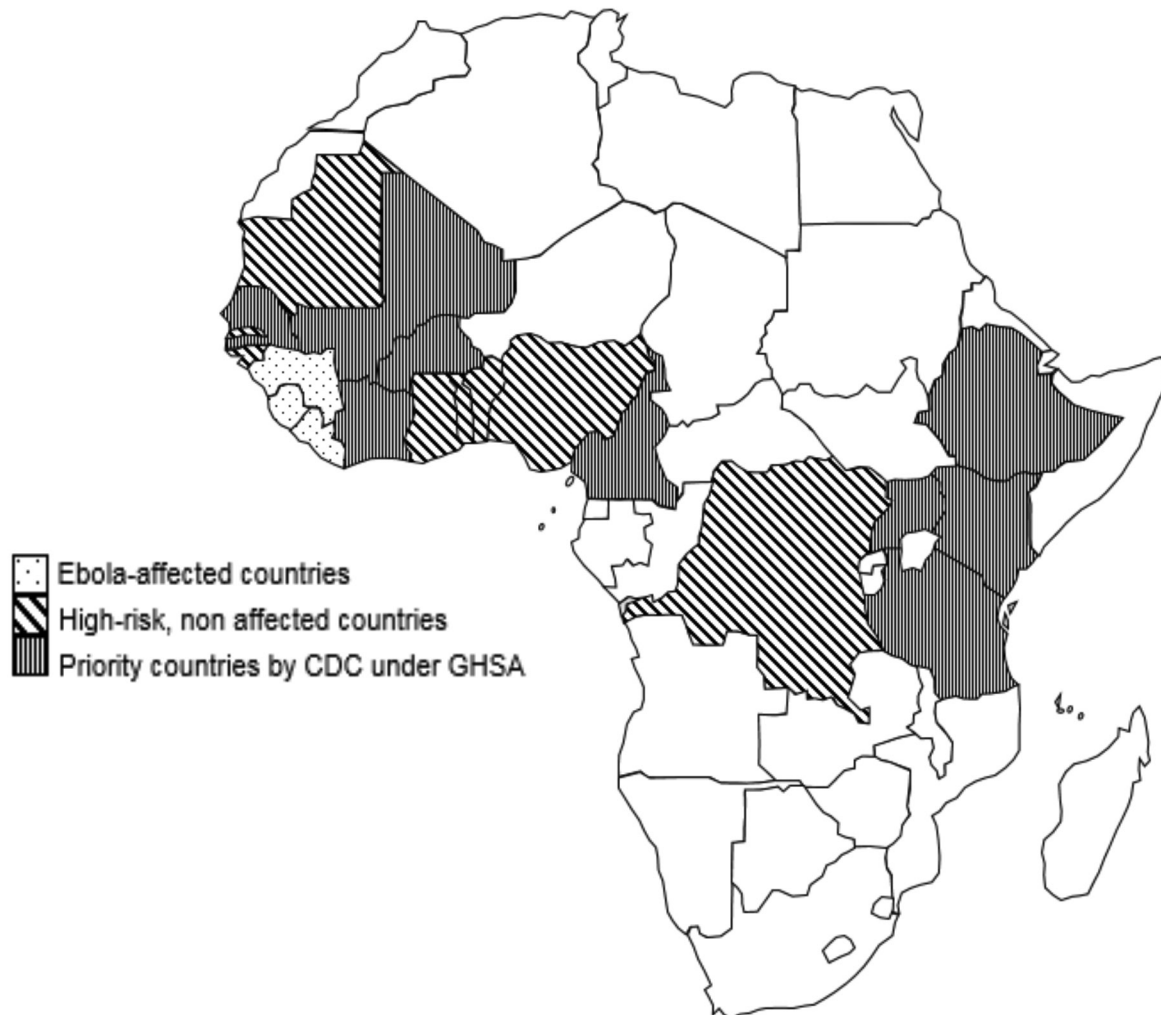 Ebola-affected countries
High-risk, non affected countries
Priority countries by CDC under GHSA